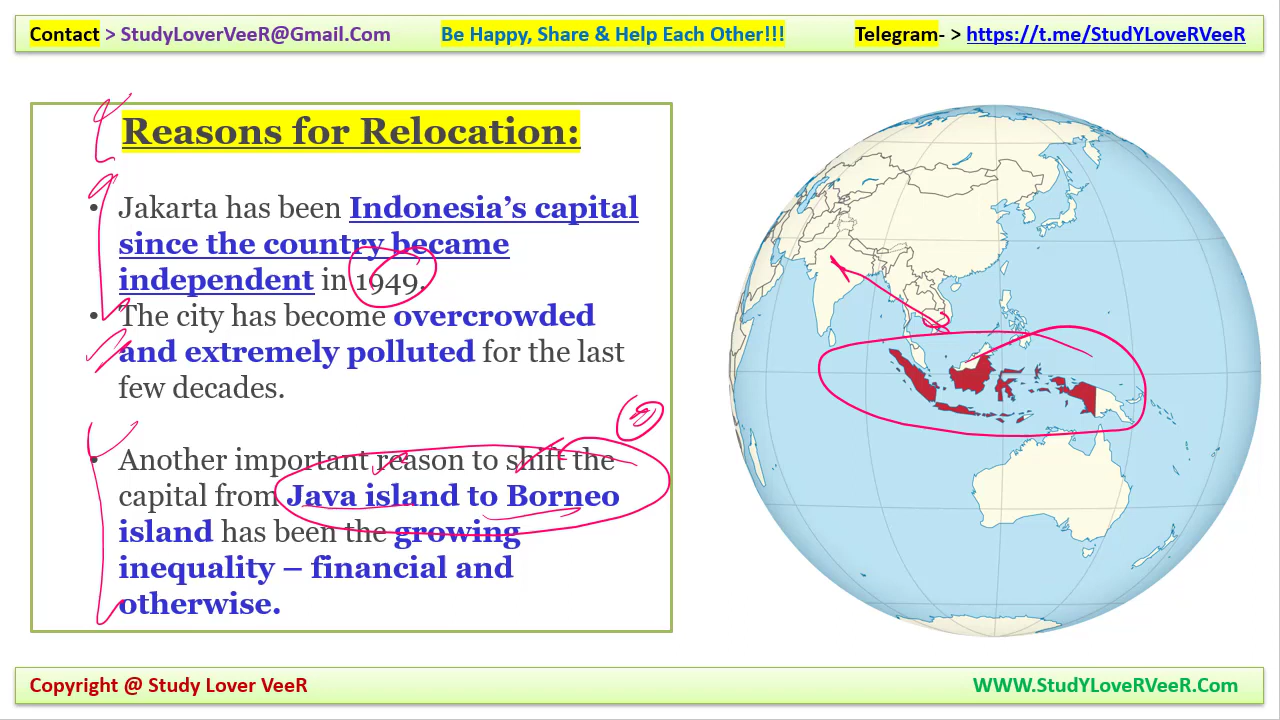 Contact > StudyLoverVeeR@Gmail.Com Be Happy, Share & Help Each Other!!! Telegram- > https://t.me/StudYLoveRVeeR
Reasons for Relocation:
• Jakarta has been Indonesia's capital
since the country became
independent in 1949.
• The city has become overcrowded
and extremely polluted for the last
few decades.
• Another important reason to shift the
capital from Java island to Borneo
island has been the growing
inequality – financial and
otherwise.
Copyright @ Study Lover VeeR WWW.StudYLoveRVeeR.Com